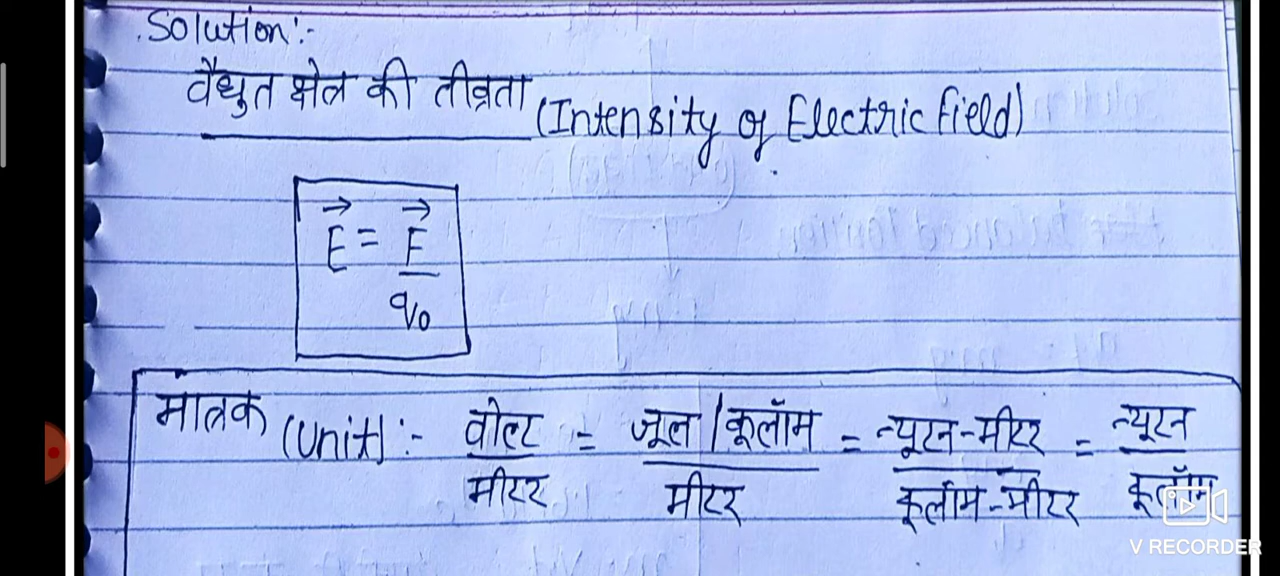 Solution:-
वैधुत क्षेत्र की तीव्रता (Intensity of Electric field)
E⃗ = F⃗
q₀
मात्रक (Unit) :- वोल्ट = जूल / कूलॉम = न्यूटन-मीटर = न्यूटन
मीटर मीटर कूलॉम-मीटर कूलॉम
V RECORDER